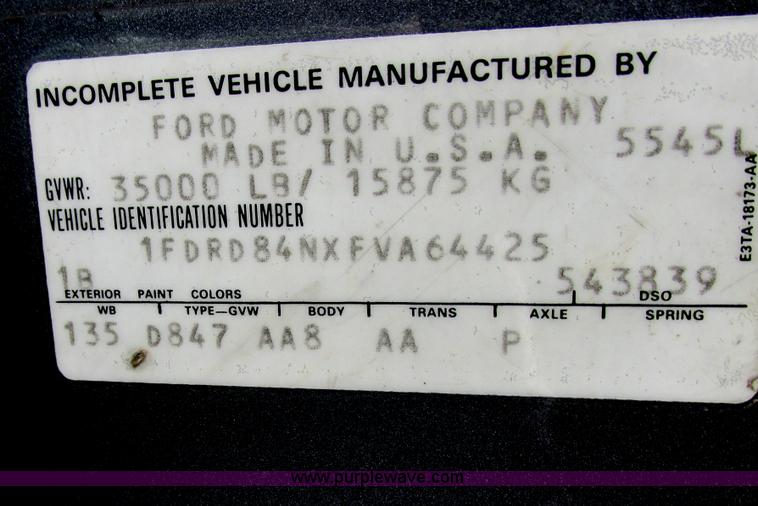 INCOMPLETE VEHICLE MANUFACTURED BY
FORD MOTOR COMPANY
MADE IN U.S.A. 5545L
GVWR: 35000 LB/ 15875 KG
VEHICLE IDENTIFICATION NUMBER
1FDRD84NXFVA64425
1B 543839
EXTERIOR PAINT COLORS DSO
WB TYPE—GVW BODY TRANS AXLE SPRING
135 D847 AA8 AA P
E3TA-18173-AA
www.purplewave.com